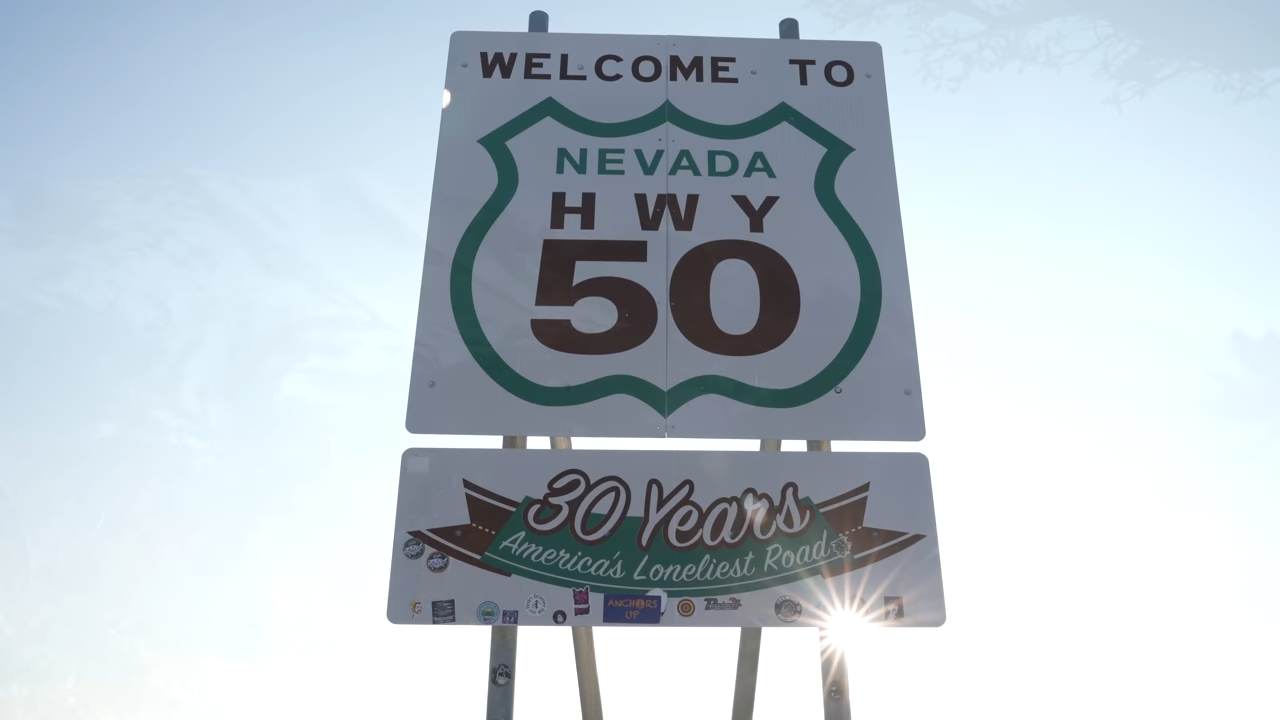 WELCOME TO
NEVADA
HWY
50
30 Years
America's Loneliest Road
ANCHORS
UP